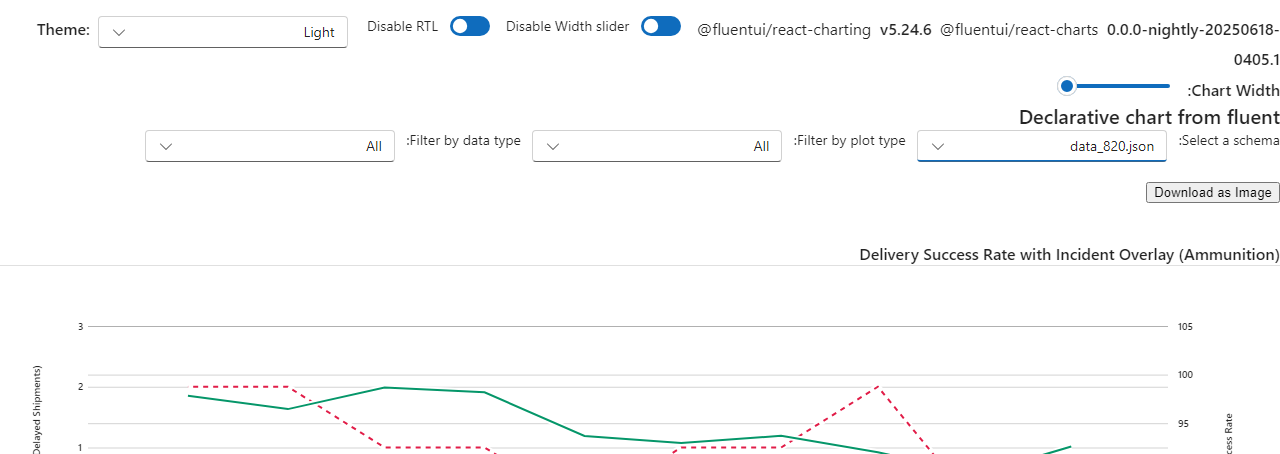 Theme: Light Disable RTL Disable Width slider @fluentui/react-charting v5.24.6 @fluentui/react-charts 0.0.0-nightly-20250618-
0405.1
:Chart Width
Declarative chart from fluent
All :Filter by data type All :Filter by plot type data_820.json :Select a schema
Download as Image
Delivery Success Rate with Incident Overlay (Ammunition)
3 105
100
2
95
1
Delayed Shipments)
Rate